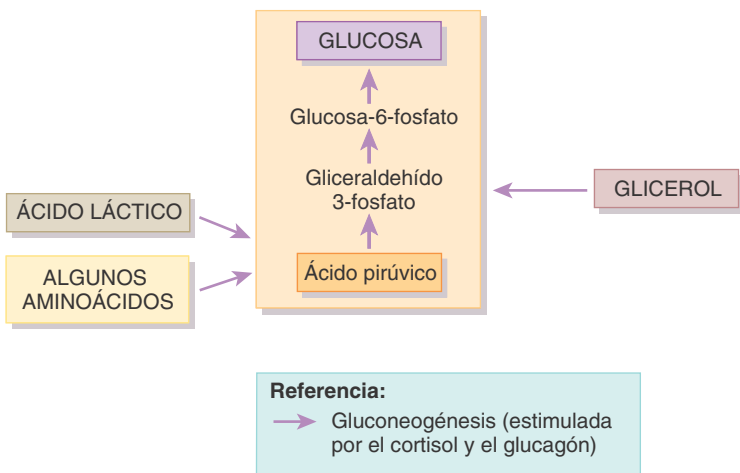 GLUCOSA
Glucosa-6-fosfato
Gliceraldehído
3-fosfato
Ácido pirúvico
ÁCIDO LÁCTICO
ALGUNOS
AMINOÁCIDOS
GLICEROL
Referencia:
Gluconeogénesis (estimulada
por el cortisol y el glucagón)